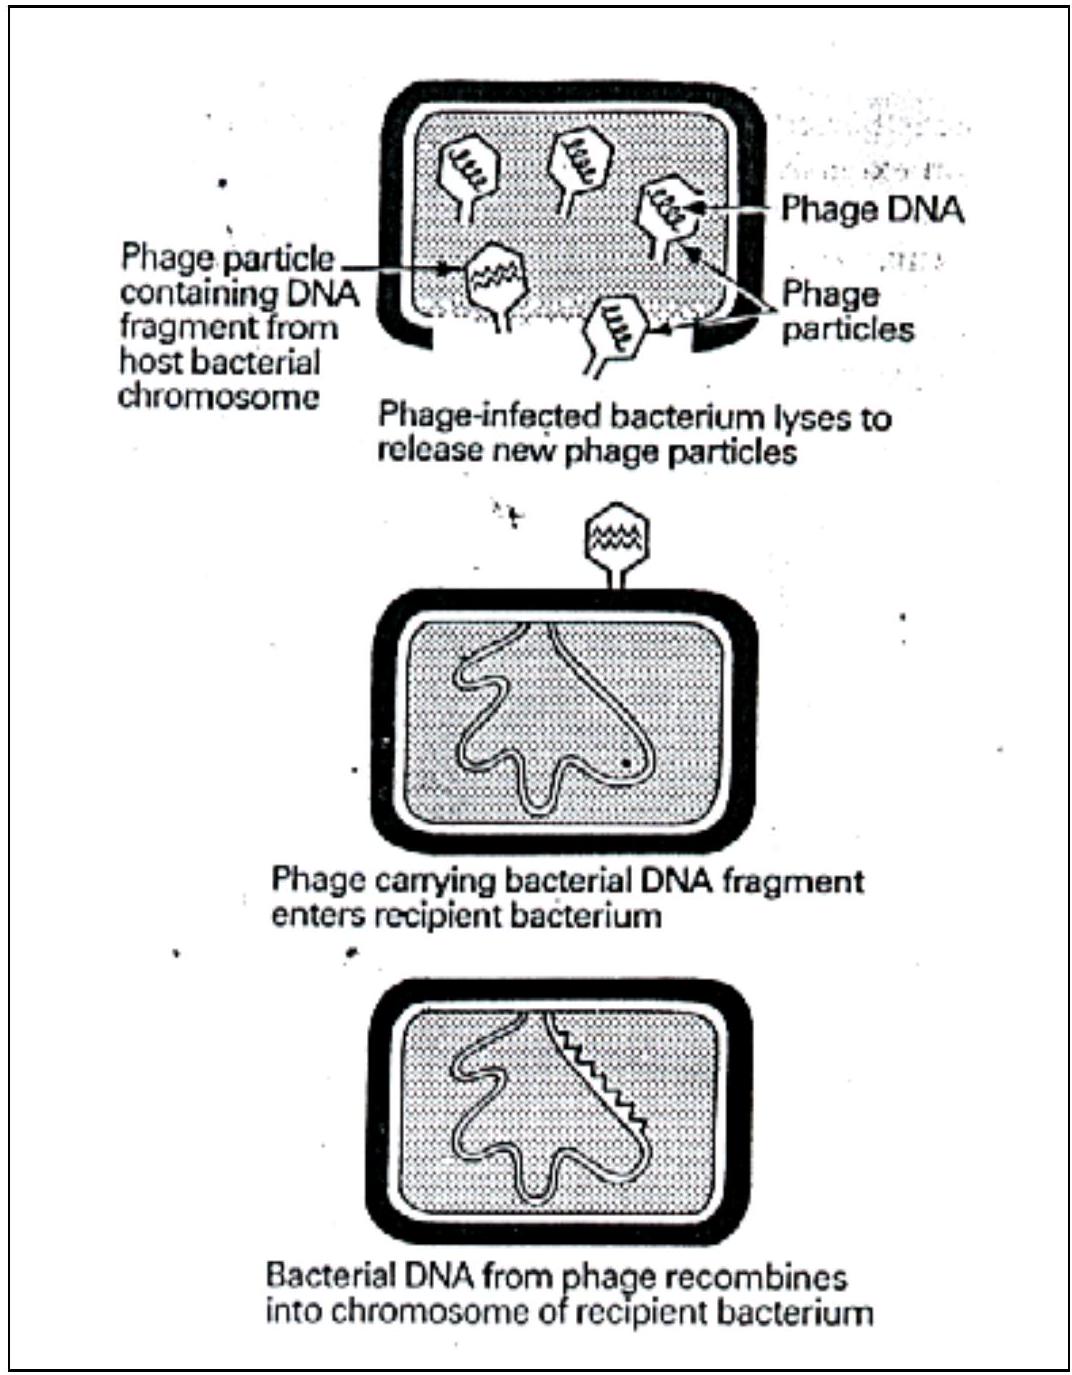 Phage DNA
Phage particle
containing DNA
fragment from
host bacterial
chromosome
Phage
particles
Phage-infected bacterium lyses to
release new phage particles
Phage carrying bacterial DNA fragment
enters recipient bacterium
Bacterial DNA from phage recombines
into chromosome of recipient bacterium